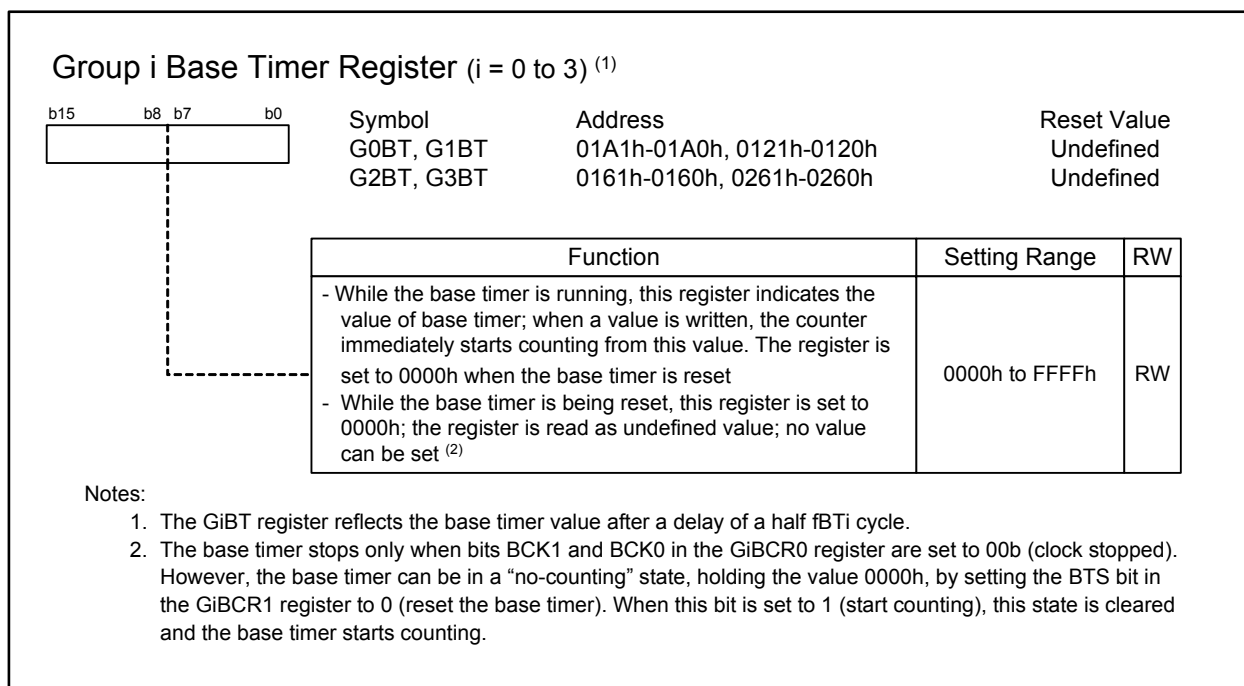 Group i Base Timer Register (i = 0 to 3) (1)
b15 b8 b7 b0
Symbol Address Reset Value
G0BT, G1BT 01A1h-01A0h, 0121h-0120h Undefined
G2BT, G3BT 0161h-0160h, 0261h-0260h Undefined
Function Setting Range RW
- While the base timer is running, this register indicates the
value of base timer; when a value is written, the counter
immediately starts counting from this value. The register is
set to 0000h when the base timer is reset
- While the base timer is being reset, this register is set to
0000h; the register is read as undefined value; no value
can be set (2)
0000h to FFFFh RW
Notes:
1. The GiBT register reflects the base timer value after a delay of a half fBTi cycle.
2. The base timer stops only when bits BCK1 and BCK0 in the GiBCR0 register are set to 00b (clock stopped).
However, the base timer can be in a “no-counting” state, holding the value 0000h, by setting the BTS bit in
the GiBCR1 register to 0 (reset the base timer). When this bit is set to 1 (start counting), this state is cleared
and the base timer starts counting.